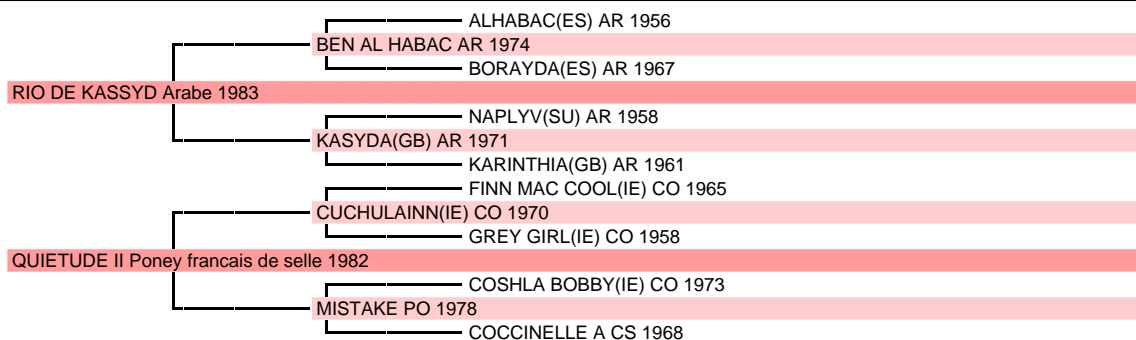 ALHABAC(ES) AR 1956
BEN AL HABAC AR 1974
BORAYDA(ES) AR 1967
RIO DE KASSYD Arabe 1983
NAPLYV(SU) AR 1958
KASYDA(GB) AR 1971
KARINTHIA(GB) AR 1961
FINN MAC COOL(IE) CO 1965
CUCHULAINN(IE) CO 1970
GREY GIRL(IE) CO 1958
QUIETUDE II Poney francais de selle 1982
COSHLA BOBBY(IE) CO 1973
MISTAKE PO 1978
COCCINELLE A CS 1968